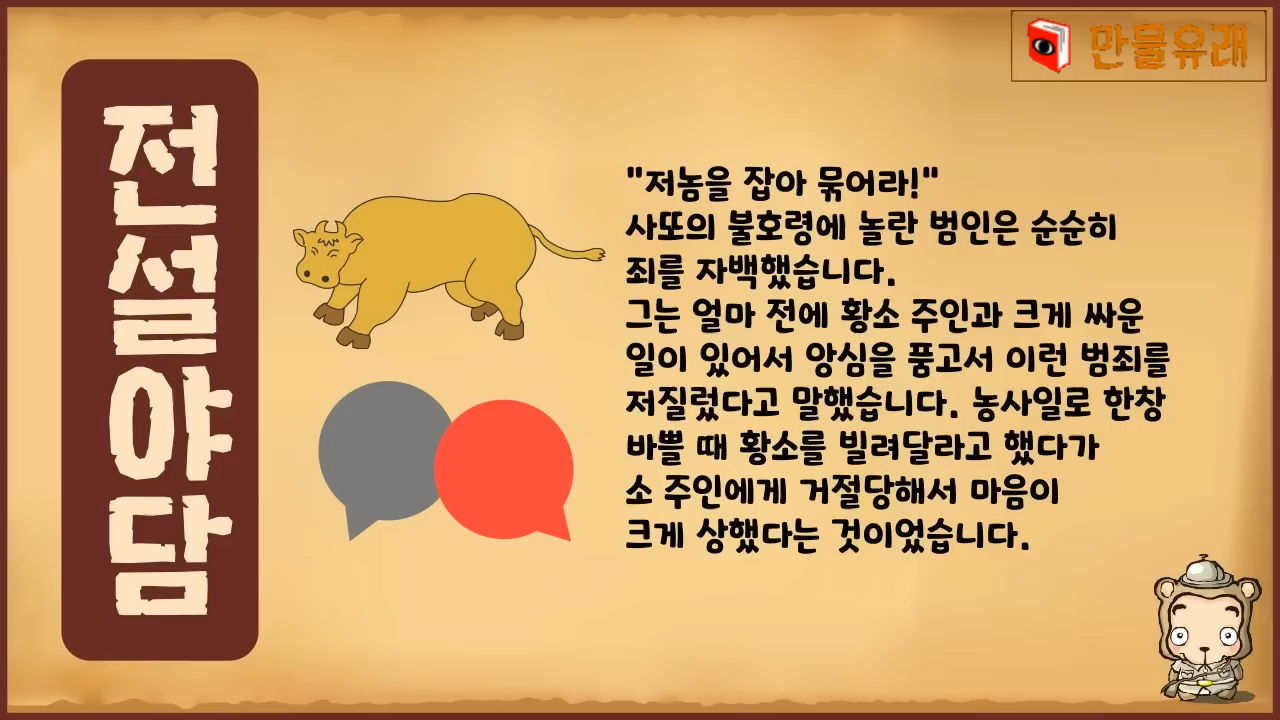 만물유래
전설야담
"저놈을 잡아 묶어라!"
사또의 불호령에 놀란 범인은 순순히
죄를 자백했습니다.
그는 얼마 전에 황소 주인과 크게 싸운
일이 있어서 앙심을 품고서 이런 범죄를
저질렀다고 말했습니다. 농사일로 한창
바쁠 때 황소를 빌려달라고 했다가
소 주인에게 거절당해서 마음이
크게 상했다는 것이었습니다.